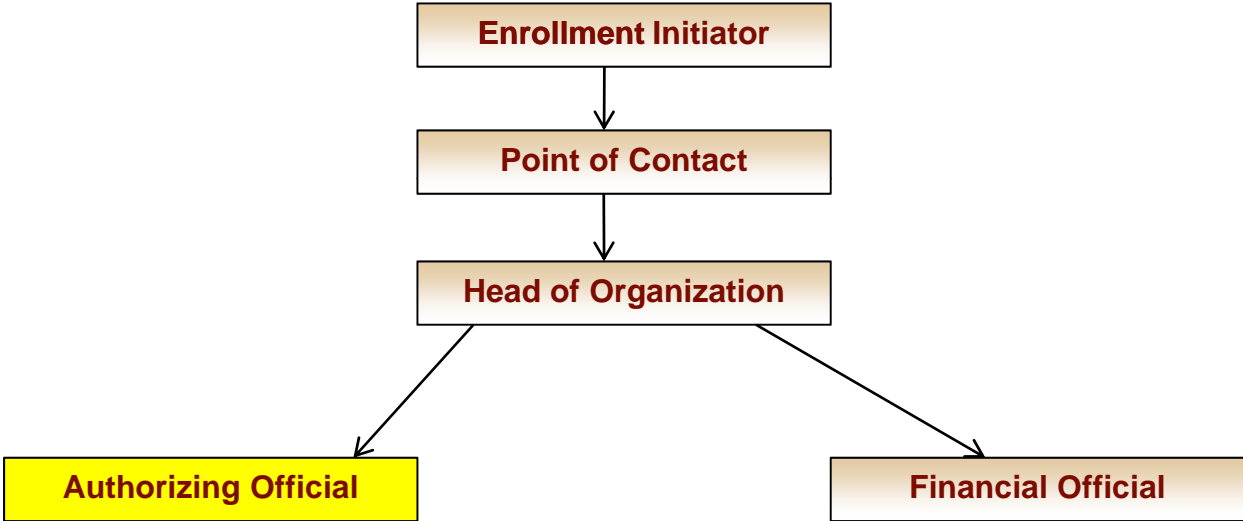 Enrollment Initiator
Point of Contact
Head of Organization
Authorizing Official
Financial Official